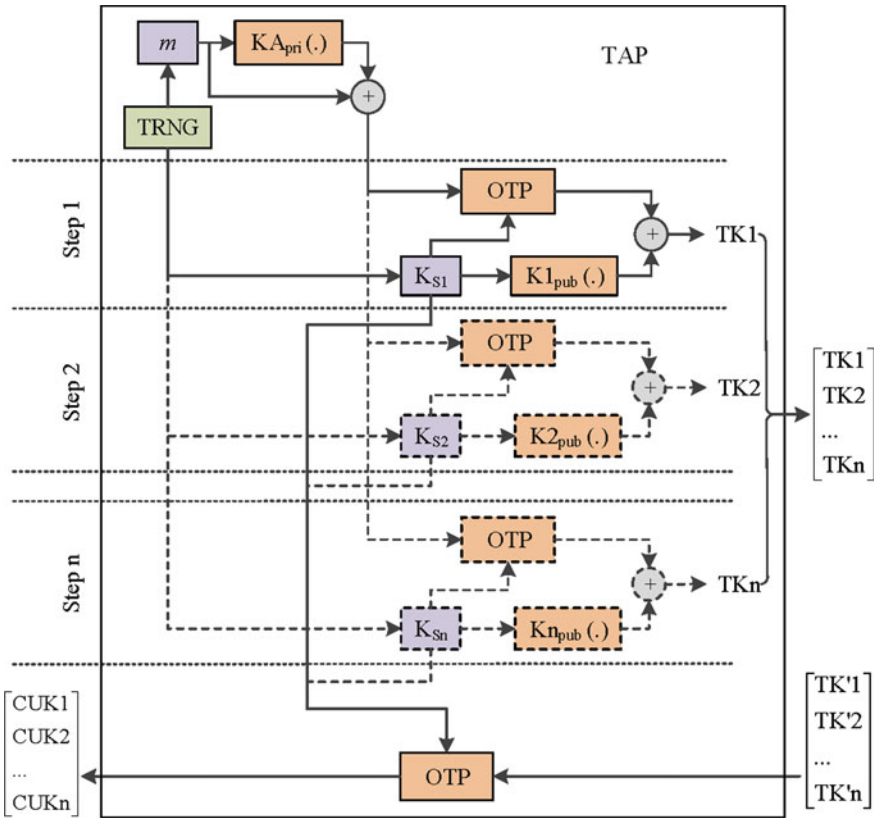 m
KApri(.)
TAP
+
TRNG
Step 1
OTP
+
TK1
KS1
K1pub(.)
Step 2
OTP
+
TK2
KS2
K2pub(.)
TK1
TK2
...
TKn
Step n
OTP
+
TKn
KSn
Knpub(.)
CUK1
CUK2
...
CUKn
OTP
TK'1
TK'2
...
TK'n